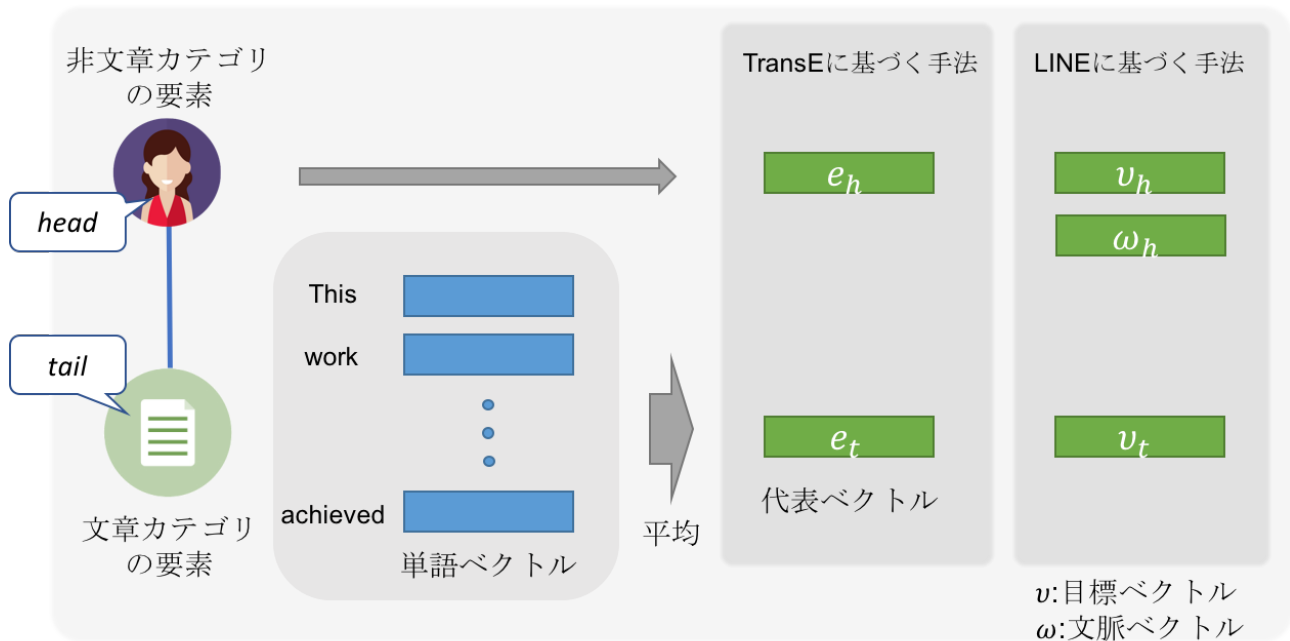 非文章カテゴリ
の要素
head
tail
文章カテゴリ
の要素
This
work
achieved
単語ベクトル
平均
TransEに基づく手法
e_h
e_t
代表ベクトル
LINEに基づく手法
υ_h
ω_h
υ_t
υ:目標ベクトル
ω:文脈ベクトル